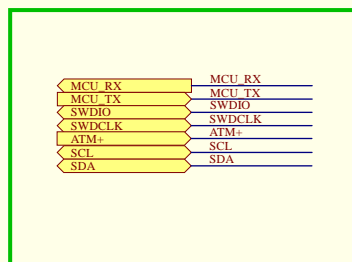 MCU_RX MCU_RX
MCU_TX MCU_TX
SWDIO SWDIO
SWDCLK SWDCLK
ATM+ ATM+
SCL SCL
SDA SDA